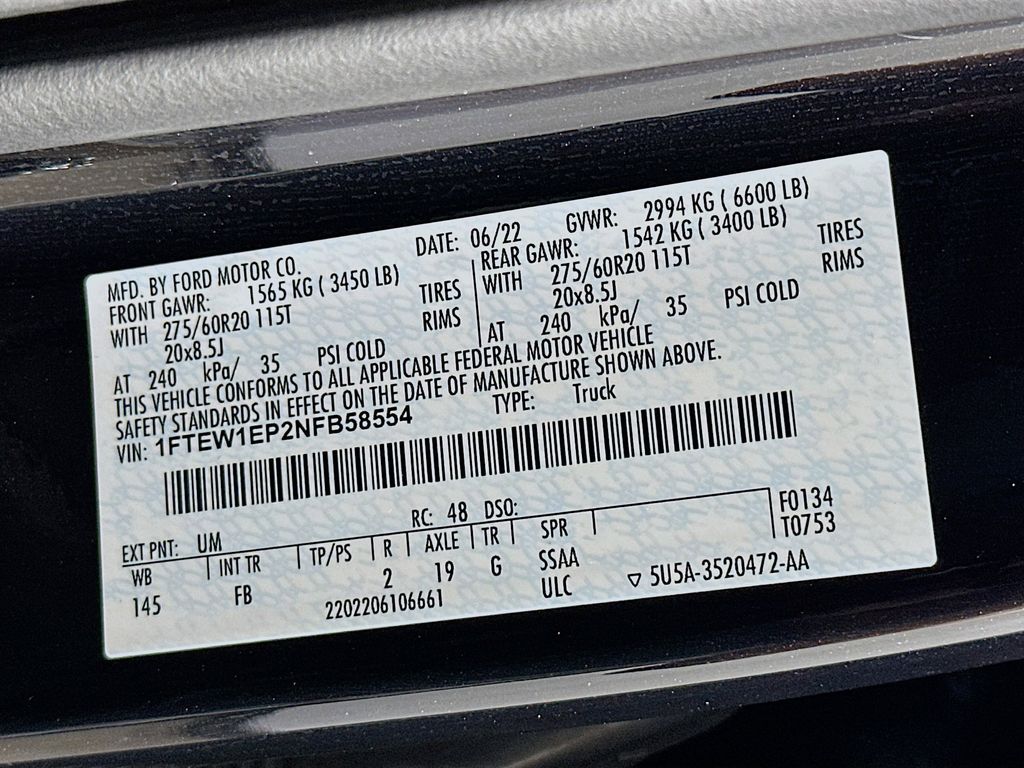 MFD. BY FORD MOTOR CO.
DATE: 06/22 GVWR: 2994 KG ( 6600 LB)
FRONT GAWR: 1565 KG ( 3450 LB)
WITH 275/60R20 115T TIRES
20x8.5J RIMS
AT 240 kPa/ 35 PSI COLD
REAR GAWR: 1542 KG ( 3400 LB)
WITH 275/60R20 115T TIRES
20x8.5J RIMS
AT 240 kPa/ 35 PSI COLD
THIS VEHICLE CONFORMS TO ALL APPLICABLE FEDERAL MOTOR VEHICLE
SAFETY STANDARDS IN EFFECT ON THE DATE OF MANUFACTURE SHOWN ABOVE.
VIN: 1FTEW1EP2NFB58554 TYPE: Truck
EXT PNT: UM RC: 48 DSO: F0134
T0753
WB INT TR TP/PS R AXLE TR SPR
145 FB 2 19 G SSAA
2202206106661 ULC 5U5A-3520472-AA